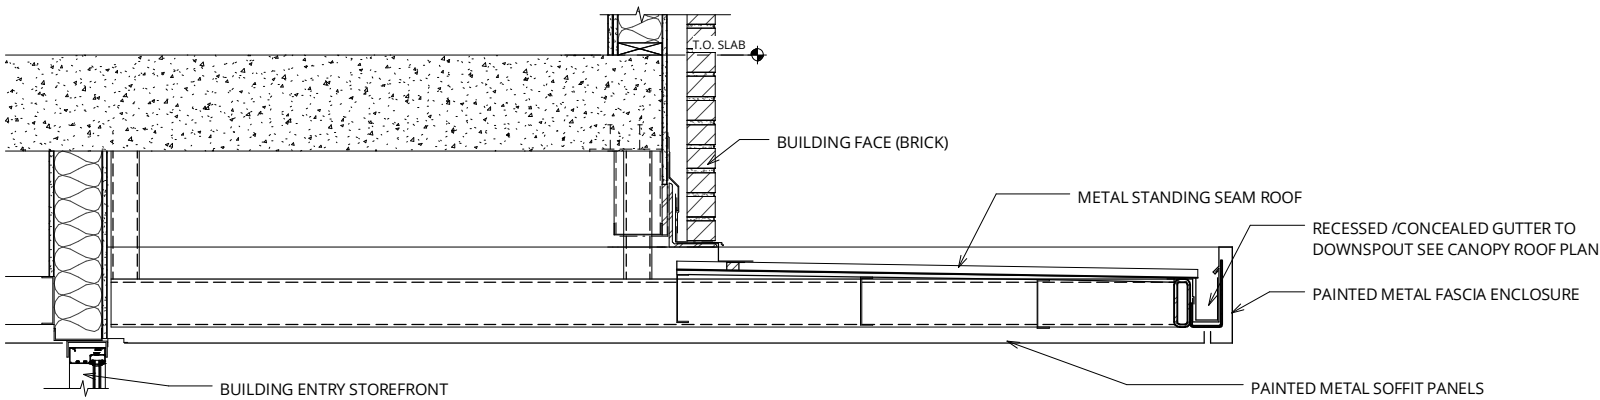 T.O. SLAB
BUILDING FACE (BRICK)
METAL STANDING SEAM ROOF
RECESSED /CONCEALED GUTTER TO
DOWNSPOUT SEE CANOPY ROOF PLAN
PAINTED METAL FASCIA ENCLOSURE
BUILDING ENTRY STOREFRONT
PAINTED METAL SOFFIT PANELS